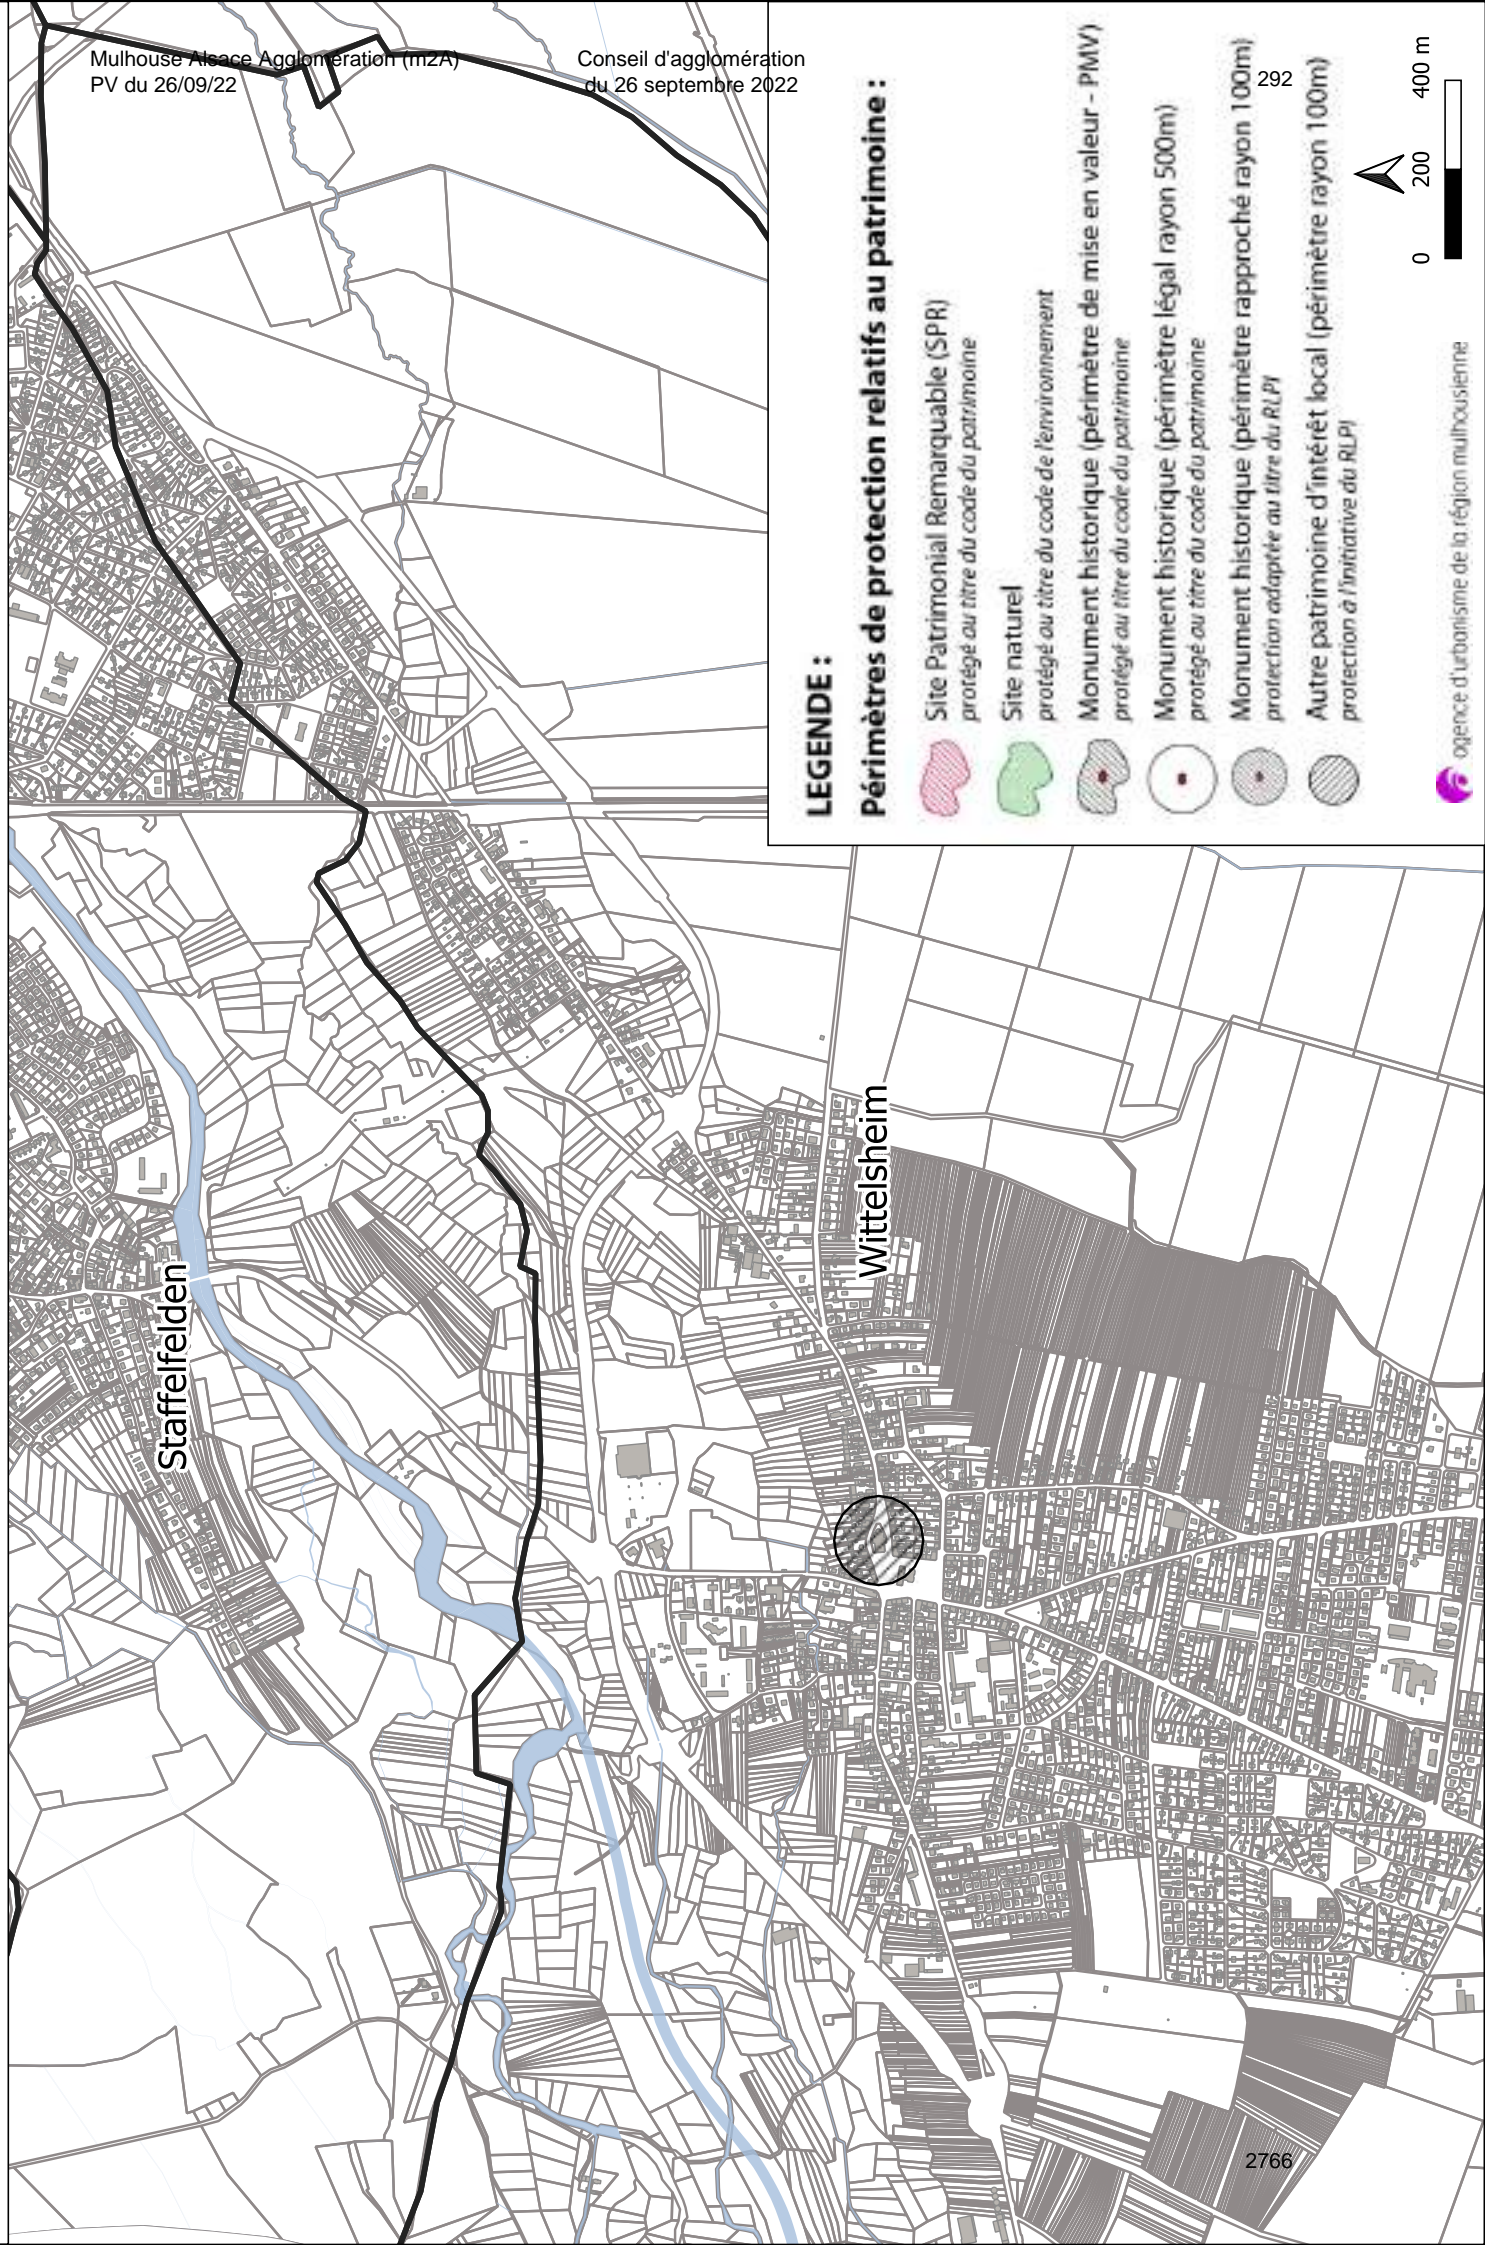 Mulhouse Alsace Agglomération (m2A)
PV du 26/09/22
Conseil d'agglomération
du 26 septembre 2022
292
LEGENDE :
Périmètres de protection relatifs au patrimoine :
Site Patrimonial Remarquable (SPR)
protégé au titre du code du patrimoine
Site naturel
protégé au titre du code de l'environnement
Monument historique (périmètre de mise en valeur - PMV)
protégé au titre du code du patrimoine
Monument historique (périmètre légal rayon 500m)
protégé au titre du code du patrimoine
Monument historique (périmètre rapproché rayon 100m)
protection adaptée au titre du RLPI
Autre patrimoine d'intérêt local (périmètre rayon 100m)
protection à l'initiative du RLPI
0 200 400 m
agence d'urbanisme de la région mulhousienne
Staffelfelden
Wittelsheim
2766